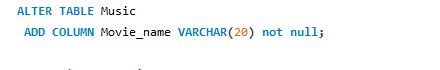 ALTER TABLE Music
ADD COLUMN Movie_name VARCHAR(20) not null;